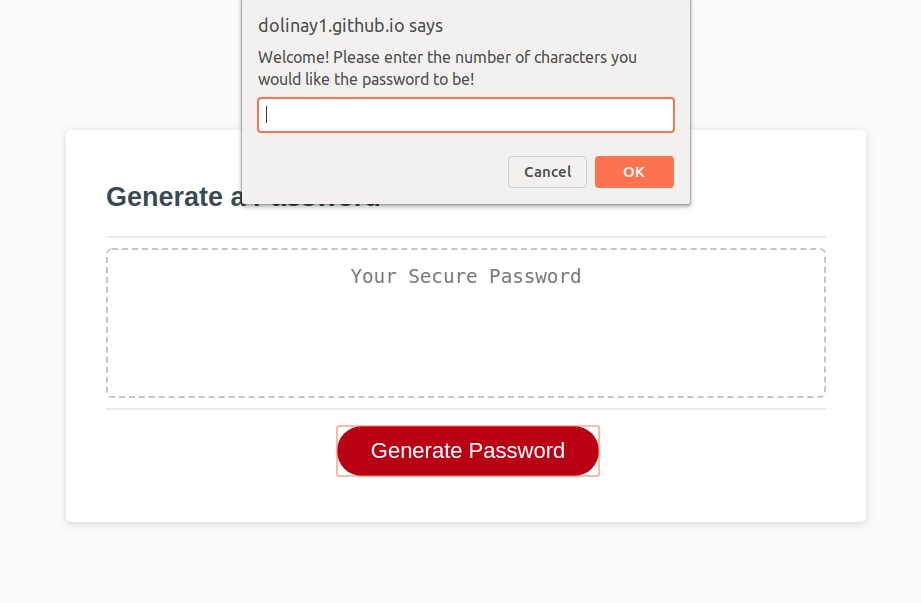 dolinay1.github.io says
Welcome! Please enter the number of characters you
would like the password to be!
Cancel
OK
Generate a Password
Your Secure Password
Generate Password